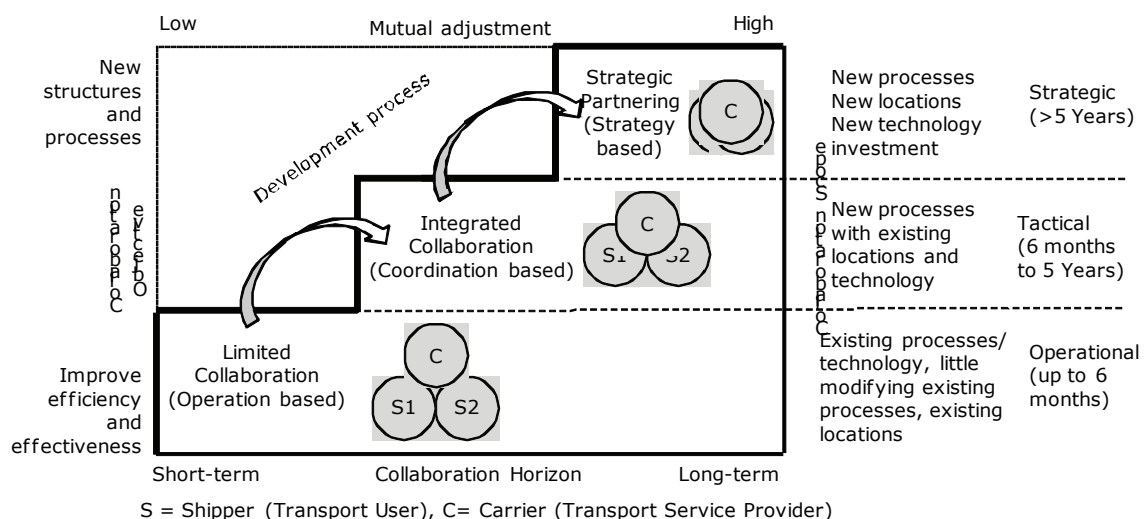 Low
Mutual adjustment
High
New
structures
and
processes
Development process
Strategic
Partnering
(Strategy
based)
C
New processes
New locations
New technology
investment
Strategic
(>5 Years)
Collaboration
Objective
Integrated
Collaboration
(Coordination based)
C
S1
S2
Collaboration Scope
New processes
with existing
locations and
technology
Tactical
(6 months
to 5 Years)
Improve
efficiency
and
effectiveness
Limited
Collaboration
(Operation based)
C
S1
S2
Existing processes/
technology, little
modifying existing
processes, existing
locations
Operational
(up to 6
months)
Short-term
Collaboration Horizon
Long-term
S = Shipper (Transport User), C= Carrier (Transport Service Provider)